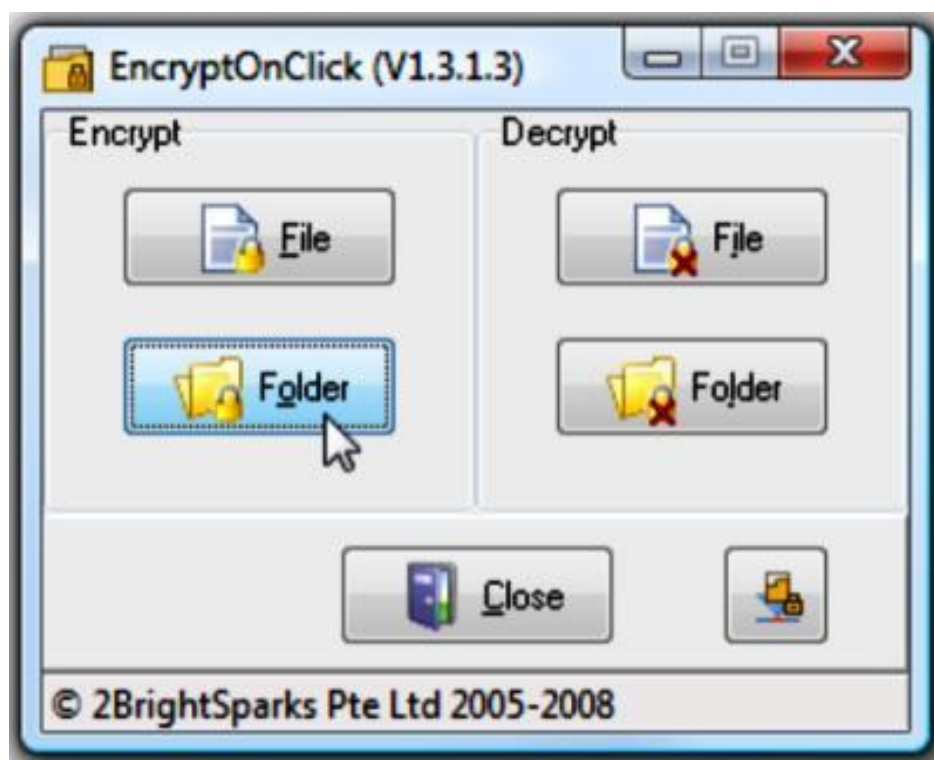 EncryptOnClick (V1.3.1.3)
Encrypt
File
Folder
Decrypt
File
Folder
Close
© 2BrightSparks Pte Ltd 2005-2008